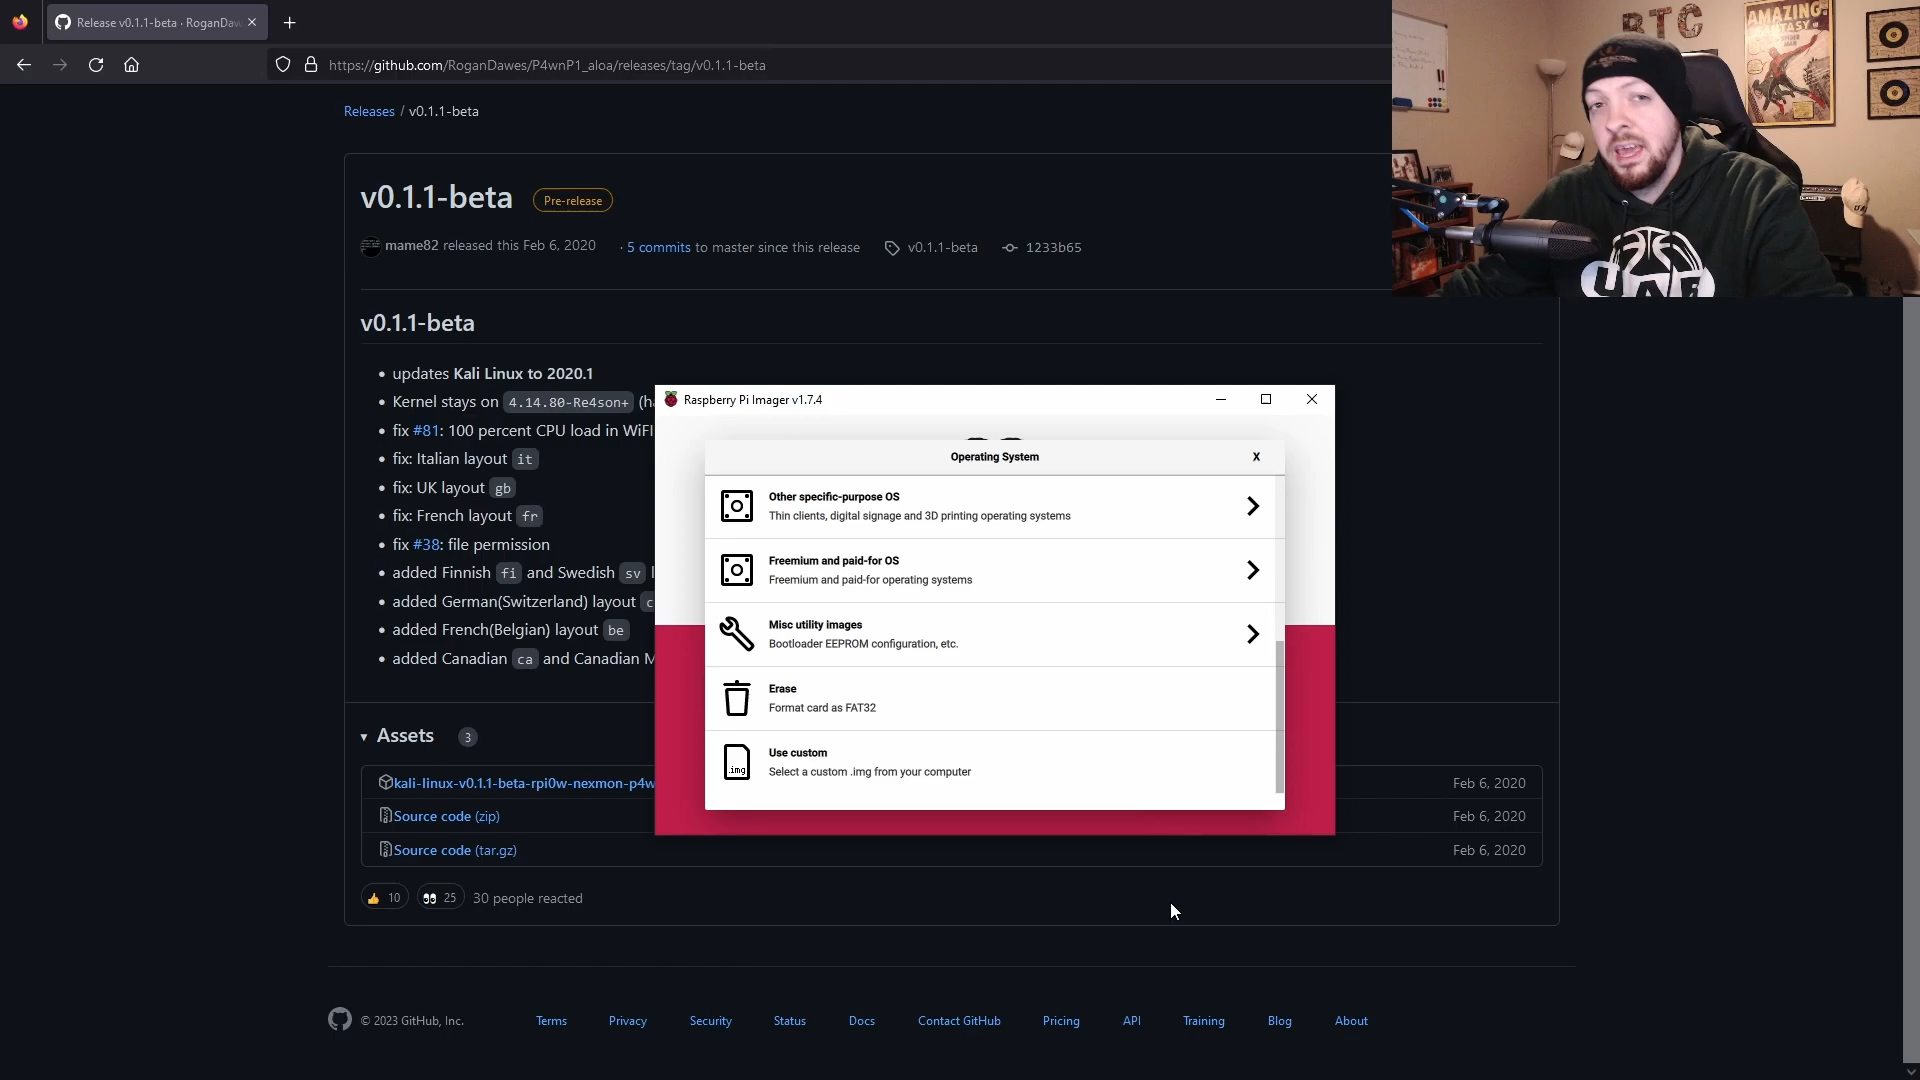 Release v0.1.1-beta · RoganDaw
https://github.com/RoganDawes/P4wnP1_aloa/releases/tag/v0.1.1-beta
BTC
AMAZING
FANTASY
Releases / v0.1.1-beta
v0.1.1-beta
Pre-release
mame82 released this Feb 6, 2020
· 5 commits to master since this release
v0.1.1-beta
1233b65
UAF
v0.1.1-beta
updates Kali Linux to 2020.1
Kernel stays on 4.14.80-Re4son+ (h
fix #81: 100 percent CPU load in WiFI
fix: Italian layout it
fix: UK layout gb
fix: French layout fr
fix #38: file permission
added Finnish fi and Swedish sv l
added German(Switzerland) layout c
added French(Belgian) layout be
added Canadian ca and Canadian M
Raspberry Pi Imager v1.7.4
Operating System
X
Other specific-purpose OS
Thin clients, digital signage and 3D printing operating systems
Freemium and paid-for OS
Freemium and paid-for operating systems
Misc utility images
Bootloader EEPROM configuration, etc.
Erase
Format card as FAT32
.img
Use custom
Select a custom .img from your computer
Assets 3
kali-linux-v0.1.1-beta-rpi0w-nexmon-p4w
Feb 6, 2020
Source code (zip)
Feb 6, 2020
Source code (tar.gz)
Feb 6, 2020
10
25
30 people reacted
© 2023 GitHub, Inc.
Terms
Privacy
Security
Status
Docs
Contact GitHub
Pricing
API
Training
Blog
About